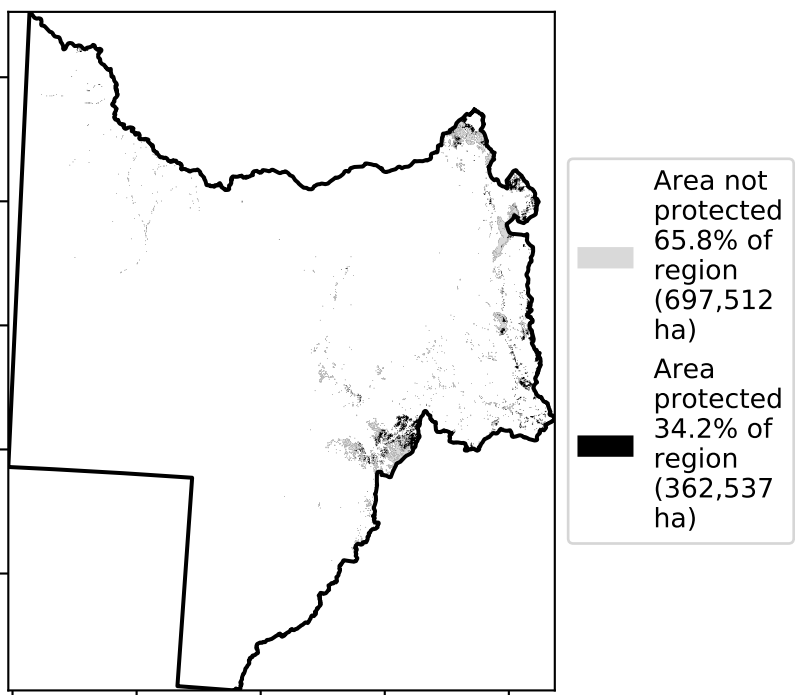 Area not
protected
65.8% of
region
(697,512
ha)
Area
protected
34.2% of
region
(362,537
ha)